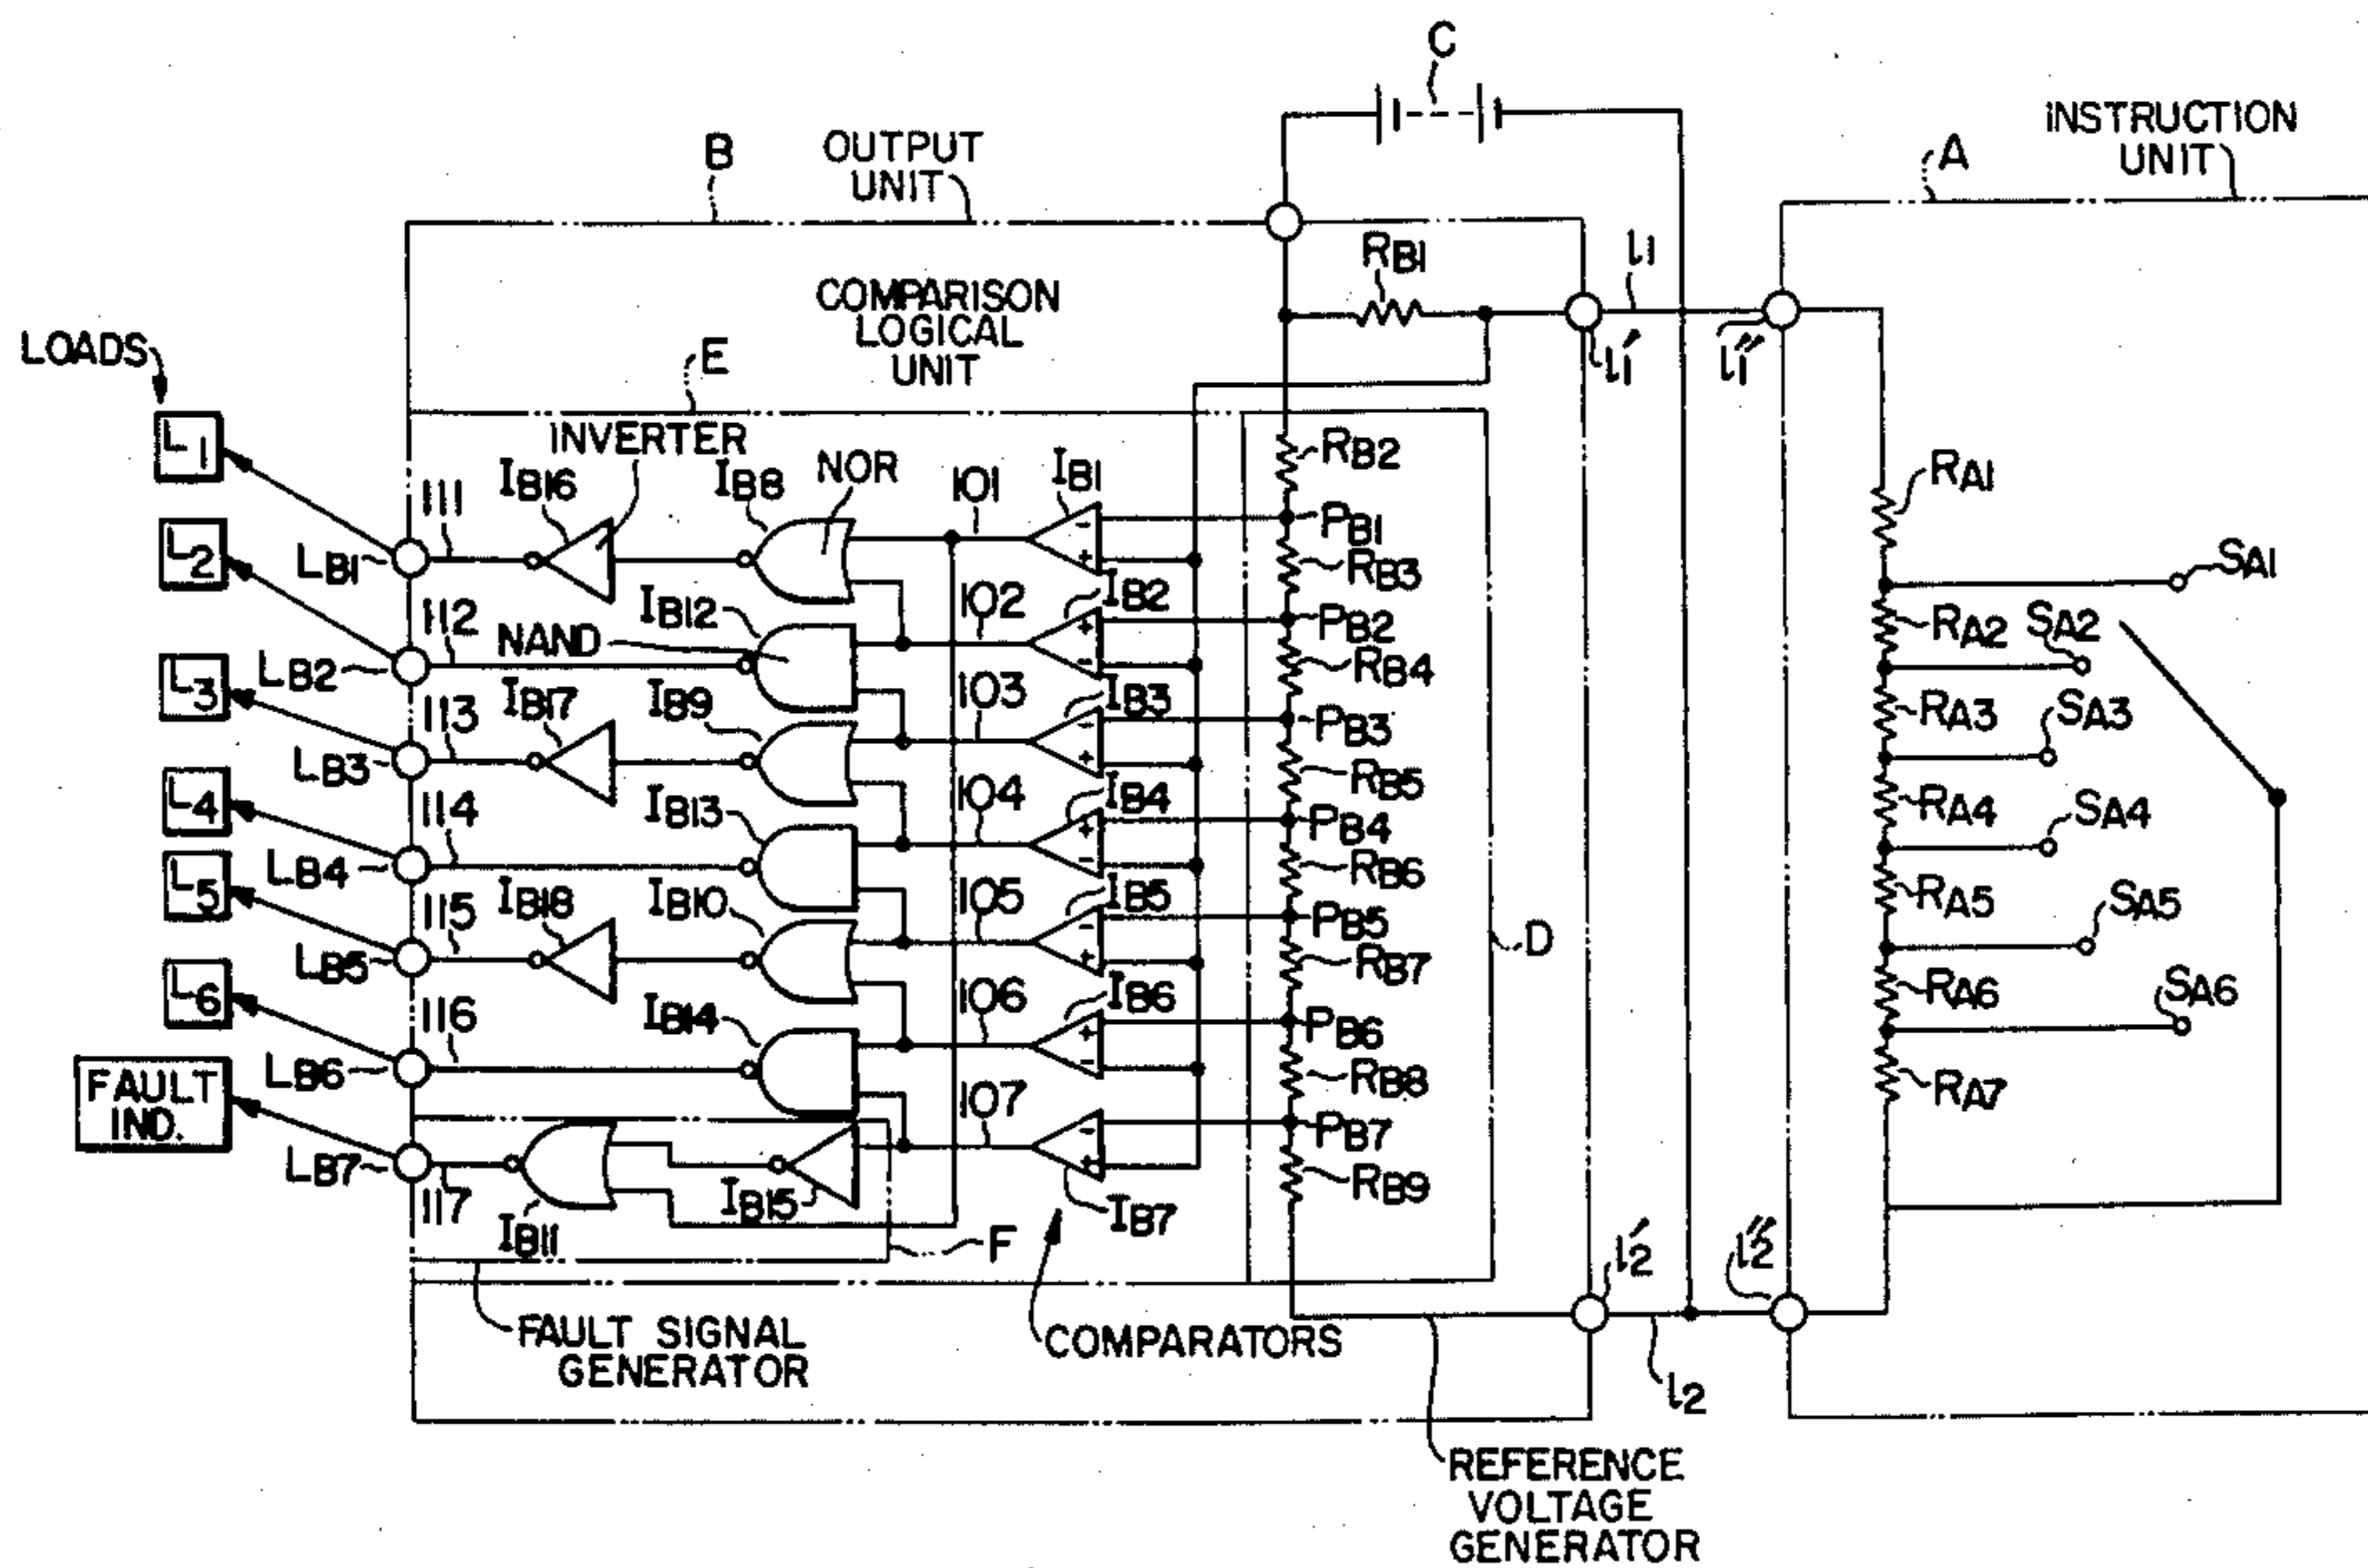 C
INSTRUCTION
UNIT
A
B
OUTPUT
UNIT
RB1
l1
COMPARISON
LOGICAL
UNIT
l1'
l1"
LOADS
E
L1
INVERTER
RB2
IB16
IB8
NOR
101
IB1
RA1
111
PB1
L2
LB1
RB3
SA1
IB12
102
IB2
112
NAND
PB2
RA2
SA2
L3
LB2
RB4
IB17
IB9
103
IB3
113
PB3
RA3
SA3
LB3
RB5
L4
IB13
104
IB4
114
PB4
RA4
SA4
L5
LB4
RB6
IB18
IB10
105
IB5
115
PB5
RA5
SA5
D
L6
LB5
RB7
IB14
106
IB6
116
PB6
RA6
SA6
LB6
RB8
FAULT
IND.
107
PB7
RA7
LB7
RB9
117
IB11
IB15
IB7
F
l2'
l2"
FAULT SIGNAL
GENERATOR
COMPARATORS
l2
REFERENCE
VOLTAGE
GENERATOR
- + + - - + + - - + + - - +